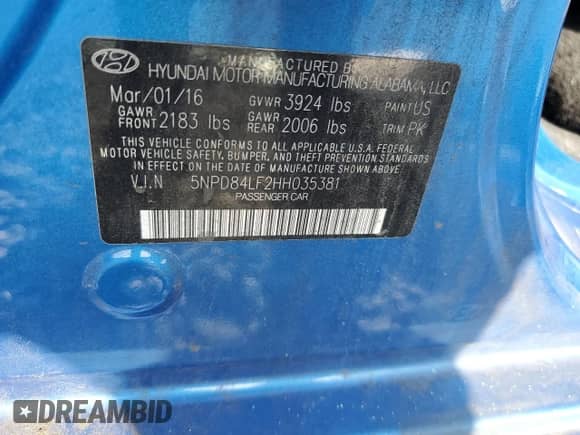 MANUFACTURED BY
HYUNDAI MOTOR MANUFACTURING ALABAMA, LLC
Mar/01/16 GVWR 3924 lbs PAINT US
GAWR FRONT 2183 lbs GAWR REAR 2006 lbs TRIM PK
THIS VEHICLE CONFORMS TO ALL APPLICABLE U.S.A. FEDERAL
MOTOR VEHICLE SAFETY, BUMPER, AND THEFT PREVENTION STANDARDS
IN EFFECT ON THE DATE OF MANUFACTURE SHOWN ABOVE.
V.I.N 5NPD84LF2HH035381
PASSENGER CAR
DREAMBID